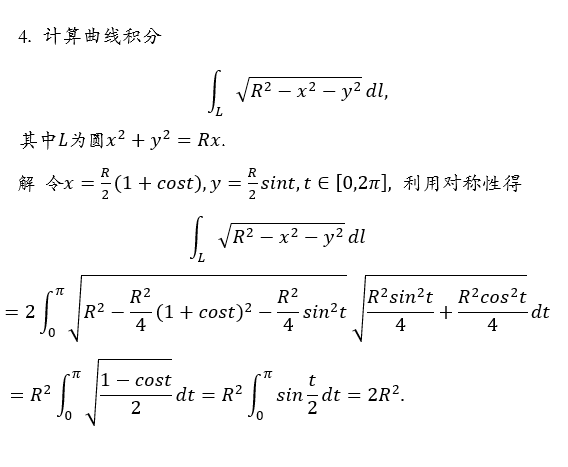 4. 计算曲线积分
∫_L √(R² − x² − y²) dl,
其中L为圆x² + y² = Rx.
解 令x = R/2(1 + cost), y = R/2 sint, t ∈ [0,2π], 利用对称性得
∫_L √(R² − x² − y²) dl
= 2∫_0^π √(R² − R²/4 (1 + cost)² − R²/4 sin²t) √(R²sin²t/4 + R²cos²t/4) dt
= R² ∫_0^π √((1 − cost)/2) dt = R² ∫_0^π sin t/2 dt = 2R².